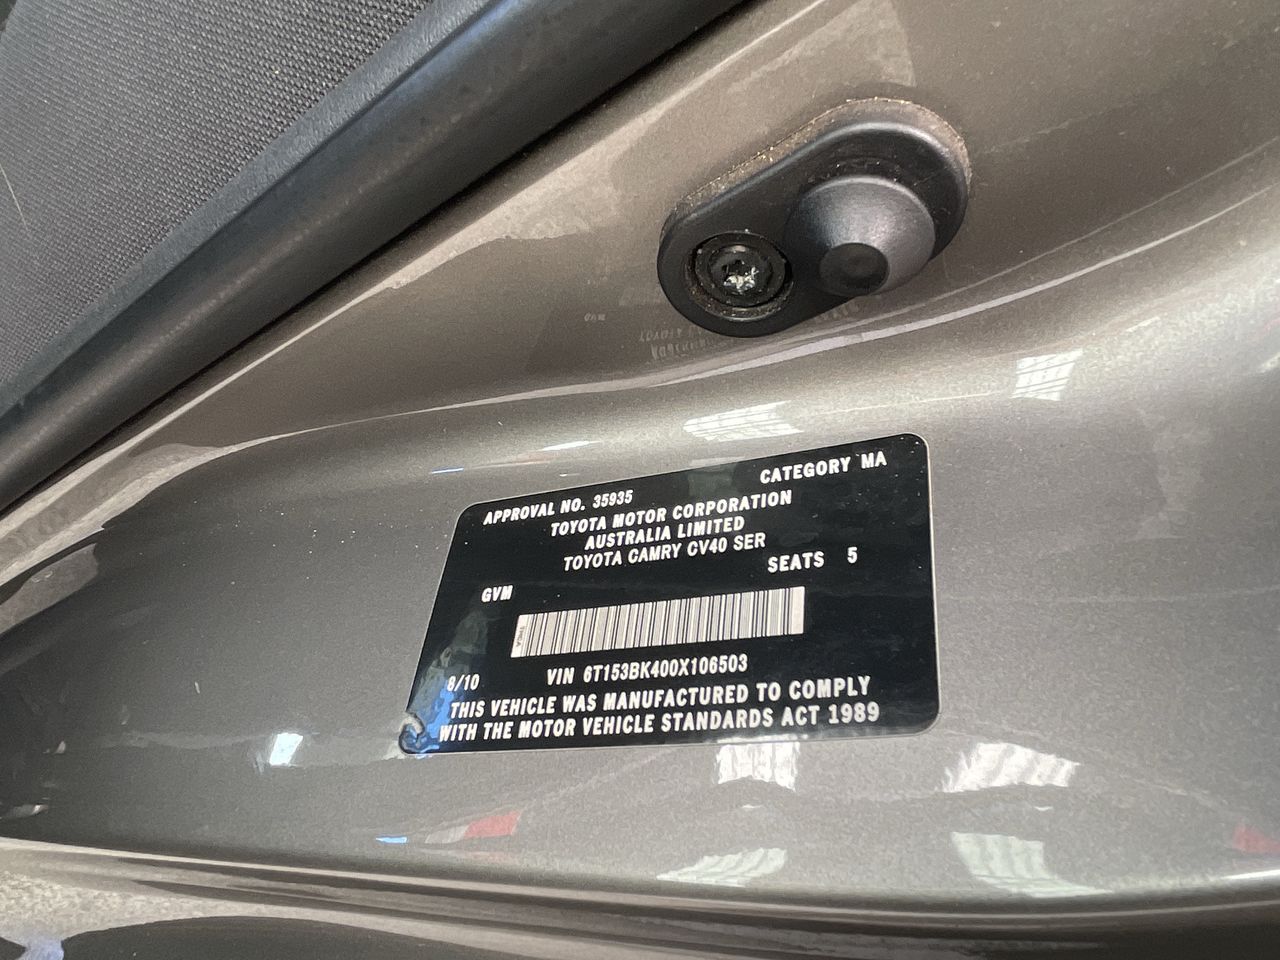 APPROVAL NO. 35935 CATEGORY MA
TOYOTA MOTOR CORPORATION
AUSTRALIA LIMITED
TOYOTA CAMRY CV40 SER
SEATS 5
GVM
8/10 VIN 6T153BK400X106503
THIS VEHICLE WAS MANUFACTURED TO COMPLY
WITH THE MOTOR VEHICLE STANDARDS ACT 1989